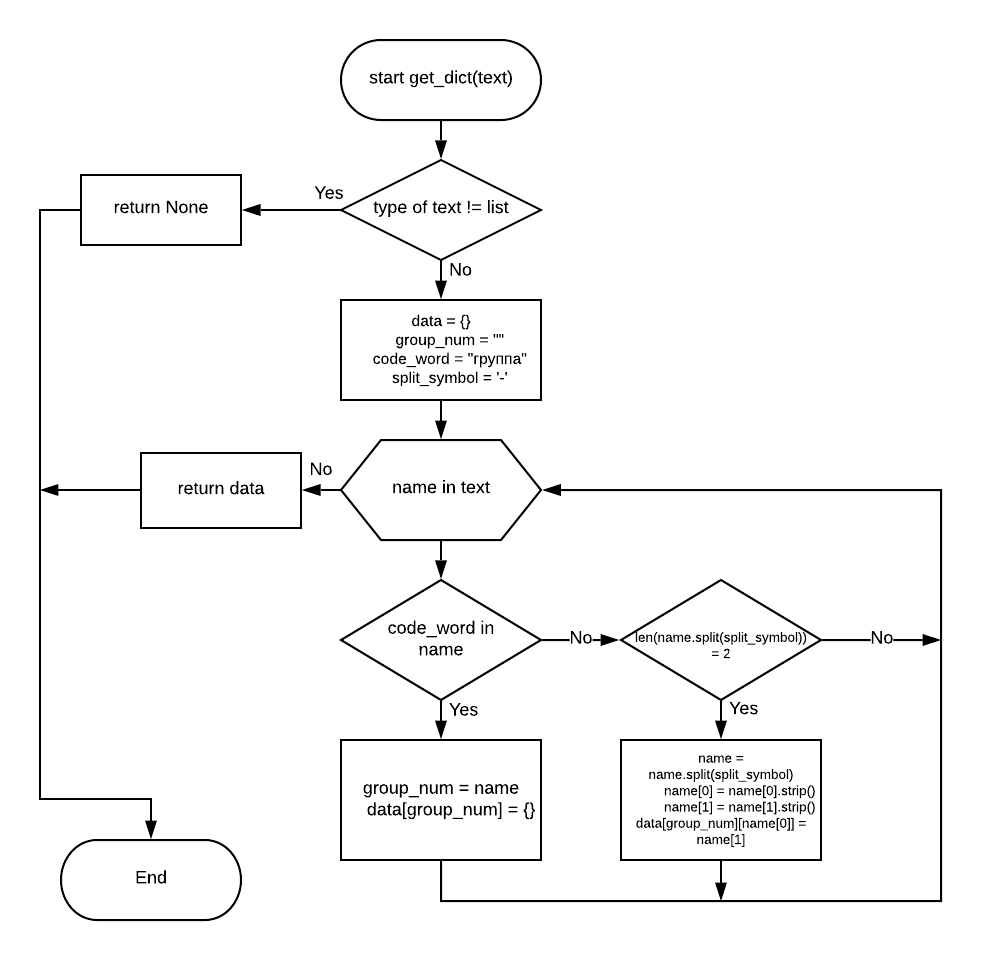 start get_dict(text)
Yes
return None
type of text != list
No
data = {}
group_num = ""
code_word = "группа"
split_symbol = '-'
No
return data
name in text
code_word in
name
No
len(name.split(split_symbol))
= 2
No
Yes
Yes
group_num = name
data[group_num] = {}
name =
name.split(split_symbol)
name[0] = name[0].strip()
name[1] = name[1].strip()
data[group_num][name[0]] =
name[1]
End